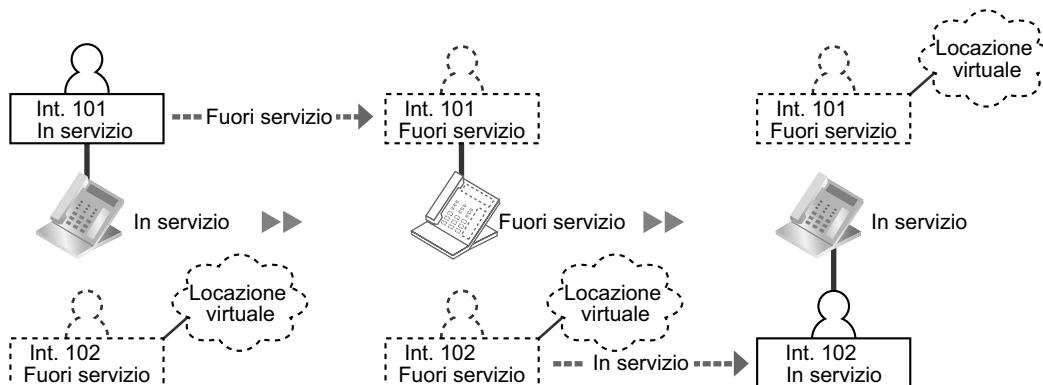 Locazione
virtuale
Int. 101
In servizio
Fuori servizio
Int. 101
Fuori servizio
Int. 101
Fuori servizio
In servizio
Fuori servizio
In servizio
Locazione
virtuale
Locazione
virtuale
Int. 102
Fuori servizio
Int. 102
Fuori servizio
In servizio
Int. 102
In servizio